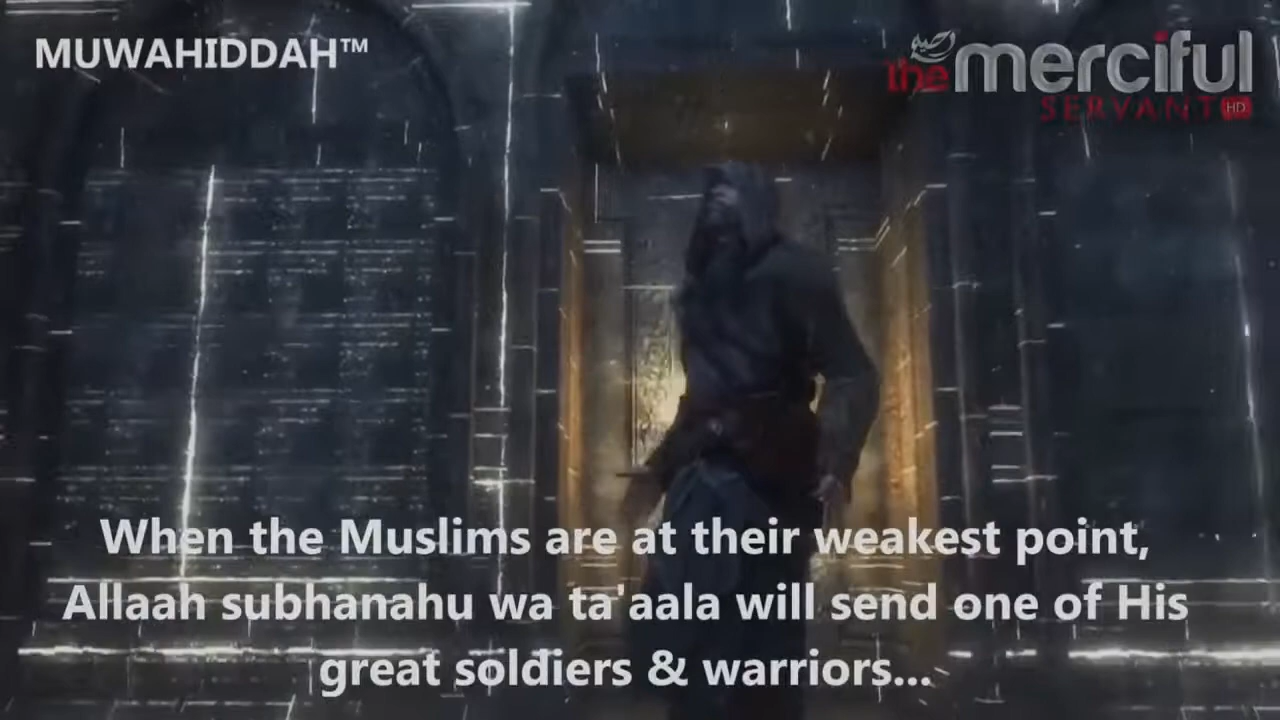 MUWAHIDDAH™
the merciful
SERVANT HD
When the Muslims are at their weakest point,
Allaah subhanahu wa ta'aala will send one of His
great soldiers & warriors...